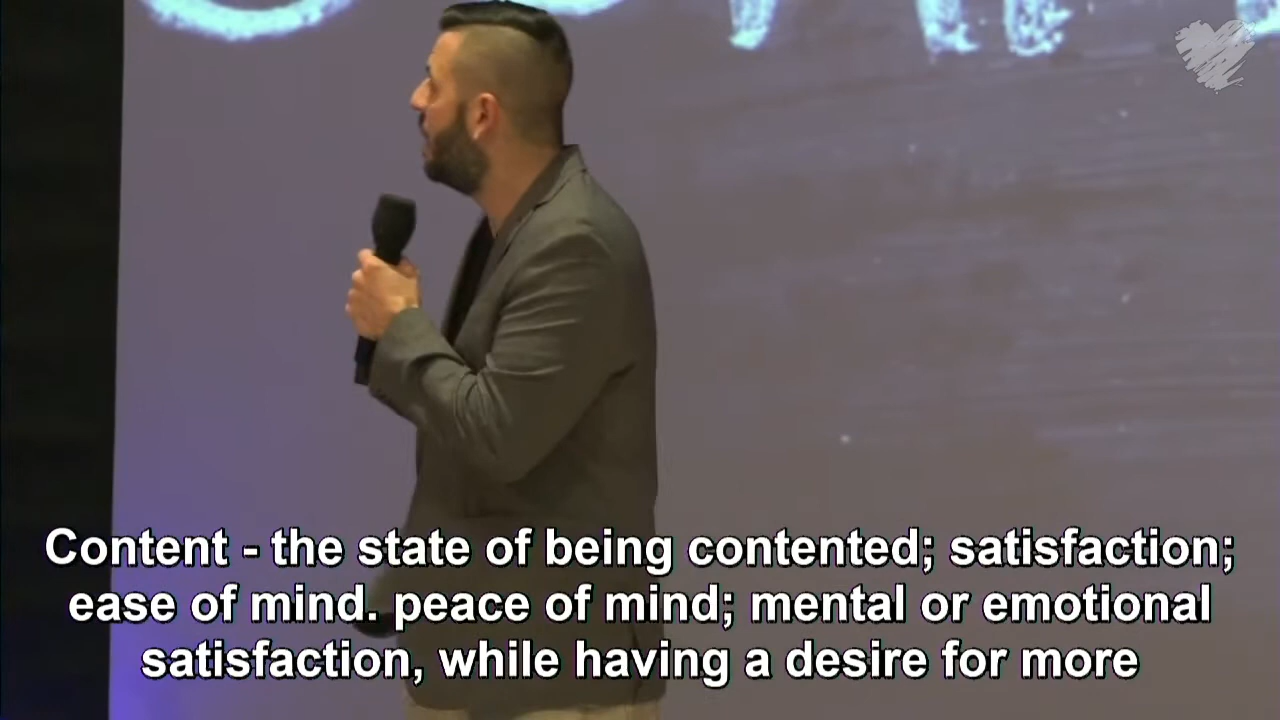 Content - the state of being contented; satisfaction;
ease of mind. peace of mind; mental or emotional
satisfaction, while having a desire for more